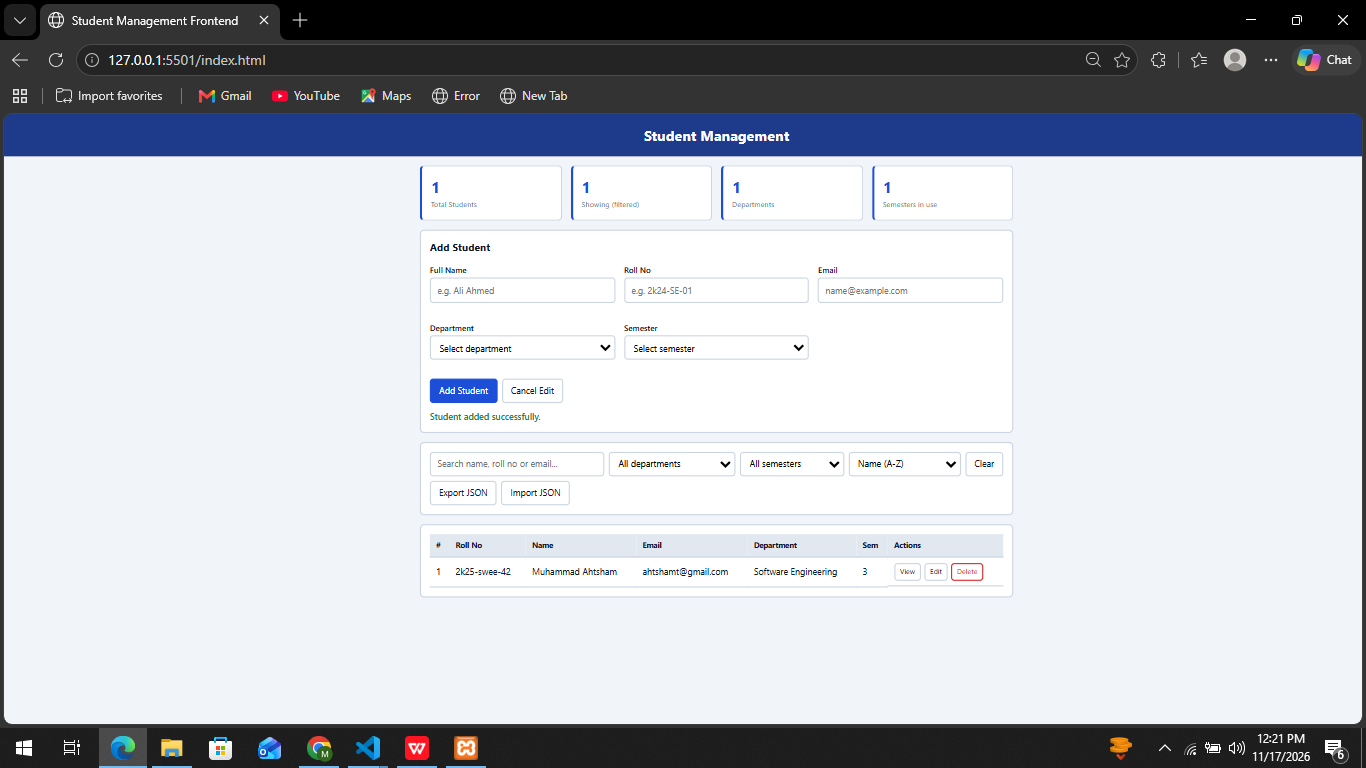 Student Management Frontend
127.0.0.1:5501/index.html
Chat
Import favorites
Gmail
YouTube
Maps
Error
New Tab
Student Management
1
Total Students
1
Showing (filtered)
1
Departments
1
Semesters in use
Add Student
Full Name
Roll No
Email
e.g. Ali Ahmed
e.g. 2k24-SE-01
name@example.com
Department
Semester
Select department
Select semester
Add Student
Cancel Edit
Student added successfully.
Search name, roll no or email...
All departments
All semesters
Name (A-Z)
Clear
Export JSON
Import JSON
# Roll No Name Email Department Sem Actions
1 2k25-swee-42 Muhammad Ahtsham ahtshamt@gmail.com Software Engineering 3 View Edit Delete
M
W
12:21 PM
11/17/2026
6